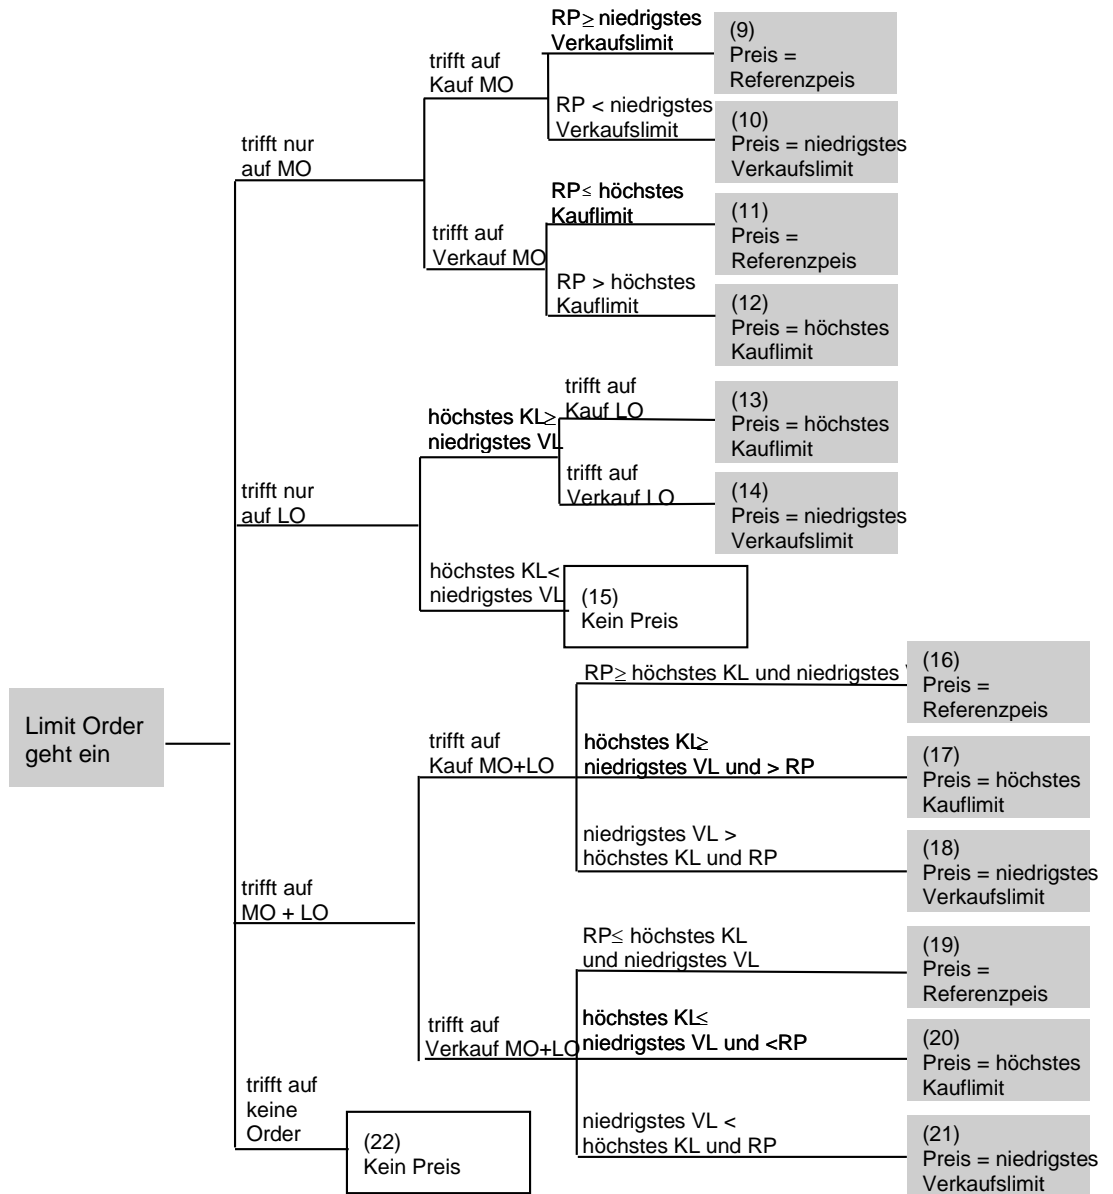 RP≥ niedrigstes
Verkaufslimit
(9)
Preis =
Referenzpeis
trifft auf
Kauf MO
RP < niedrigstes
Verkaufslimit
(10)
Preis = niedrigstes
Verkaufslimit
trifft nur
auf MO
RP≤ höchstes
Kauflimit
(11)
Preis =
Referenzpeis
trifft auf
Verkauf MO
RP > höchstes
Kauflimit
(12)
Preis = höchstes
Kauflimit
trifft auf
Kauf LO
(13)
Preis = höchstes
Kauflimit
höchstes KL≥
niedrigstes VL
trifft auf
Verkauf LO
(14)
Preis = niedrigstes
Verkaufslimit
trifft nur
auf LO
höchstes KL<
niedrigstes VL
(15)
Kein Preis
RP≥ höchstes KL und niedrigstes
(16)
Preis =
Referenzpeis
Limit Order
geht ein
trifft auf
Kauf MO+LO
höchstes KL≥
niedrigstes VL und > RP
(17)
Preis = höchstes
Kauflimit
niedrigstes VL >
höchstes KL und RP
(18)
Preis = niedrigstes
Verkaufslimit
trifft auf
MO + LO
RP≤ höchstes KL
und niedrigstes VL
(19)
Preis =
Referenzpeis
trifft auf
Verkauf MO+LO
höchstes KL≤
niedrigstes VL und <RP
(20)
Preis = höchstes
Kauflimit
trifft auf
keine
Order
(22)
Kein Preis
niedrigstes VL <
höchstes KL und RP
(21)
Preis = niedrigstes
Verkaufslimit